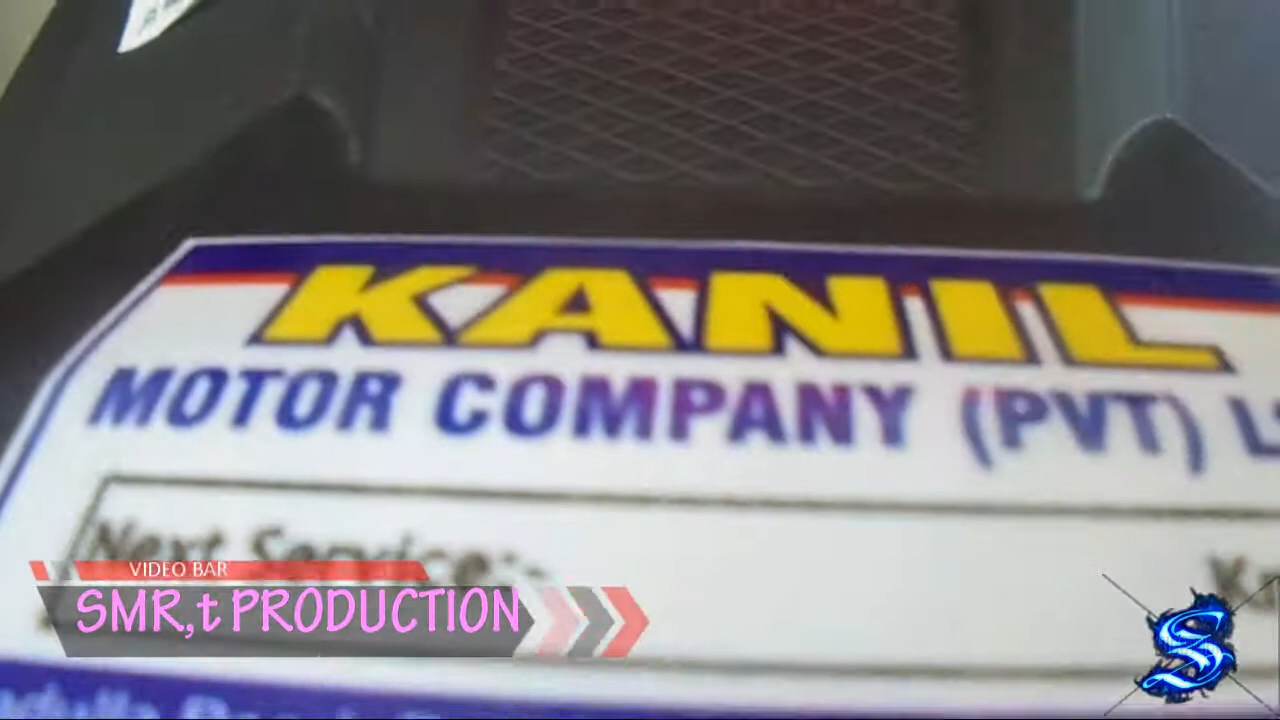 KANIL
MOTOR COMPANY (PVT)
Next Service:-
VIDEO BAR
SMR,t PRODUCTION
S